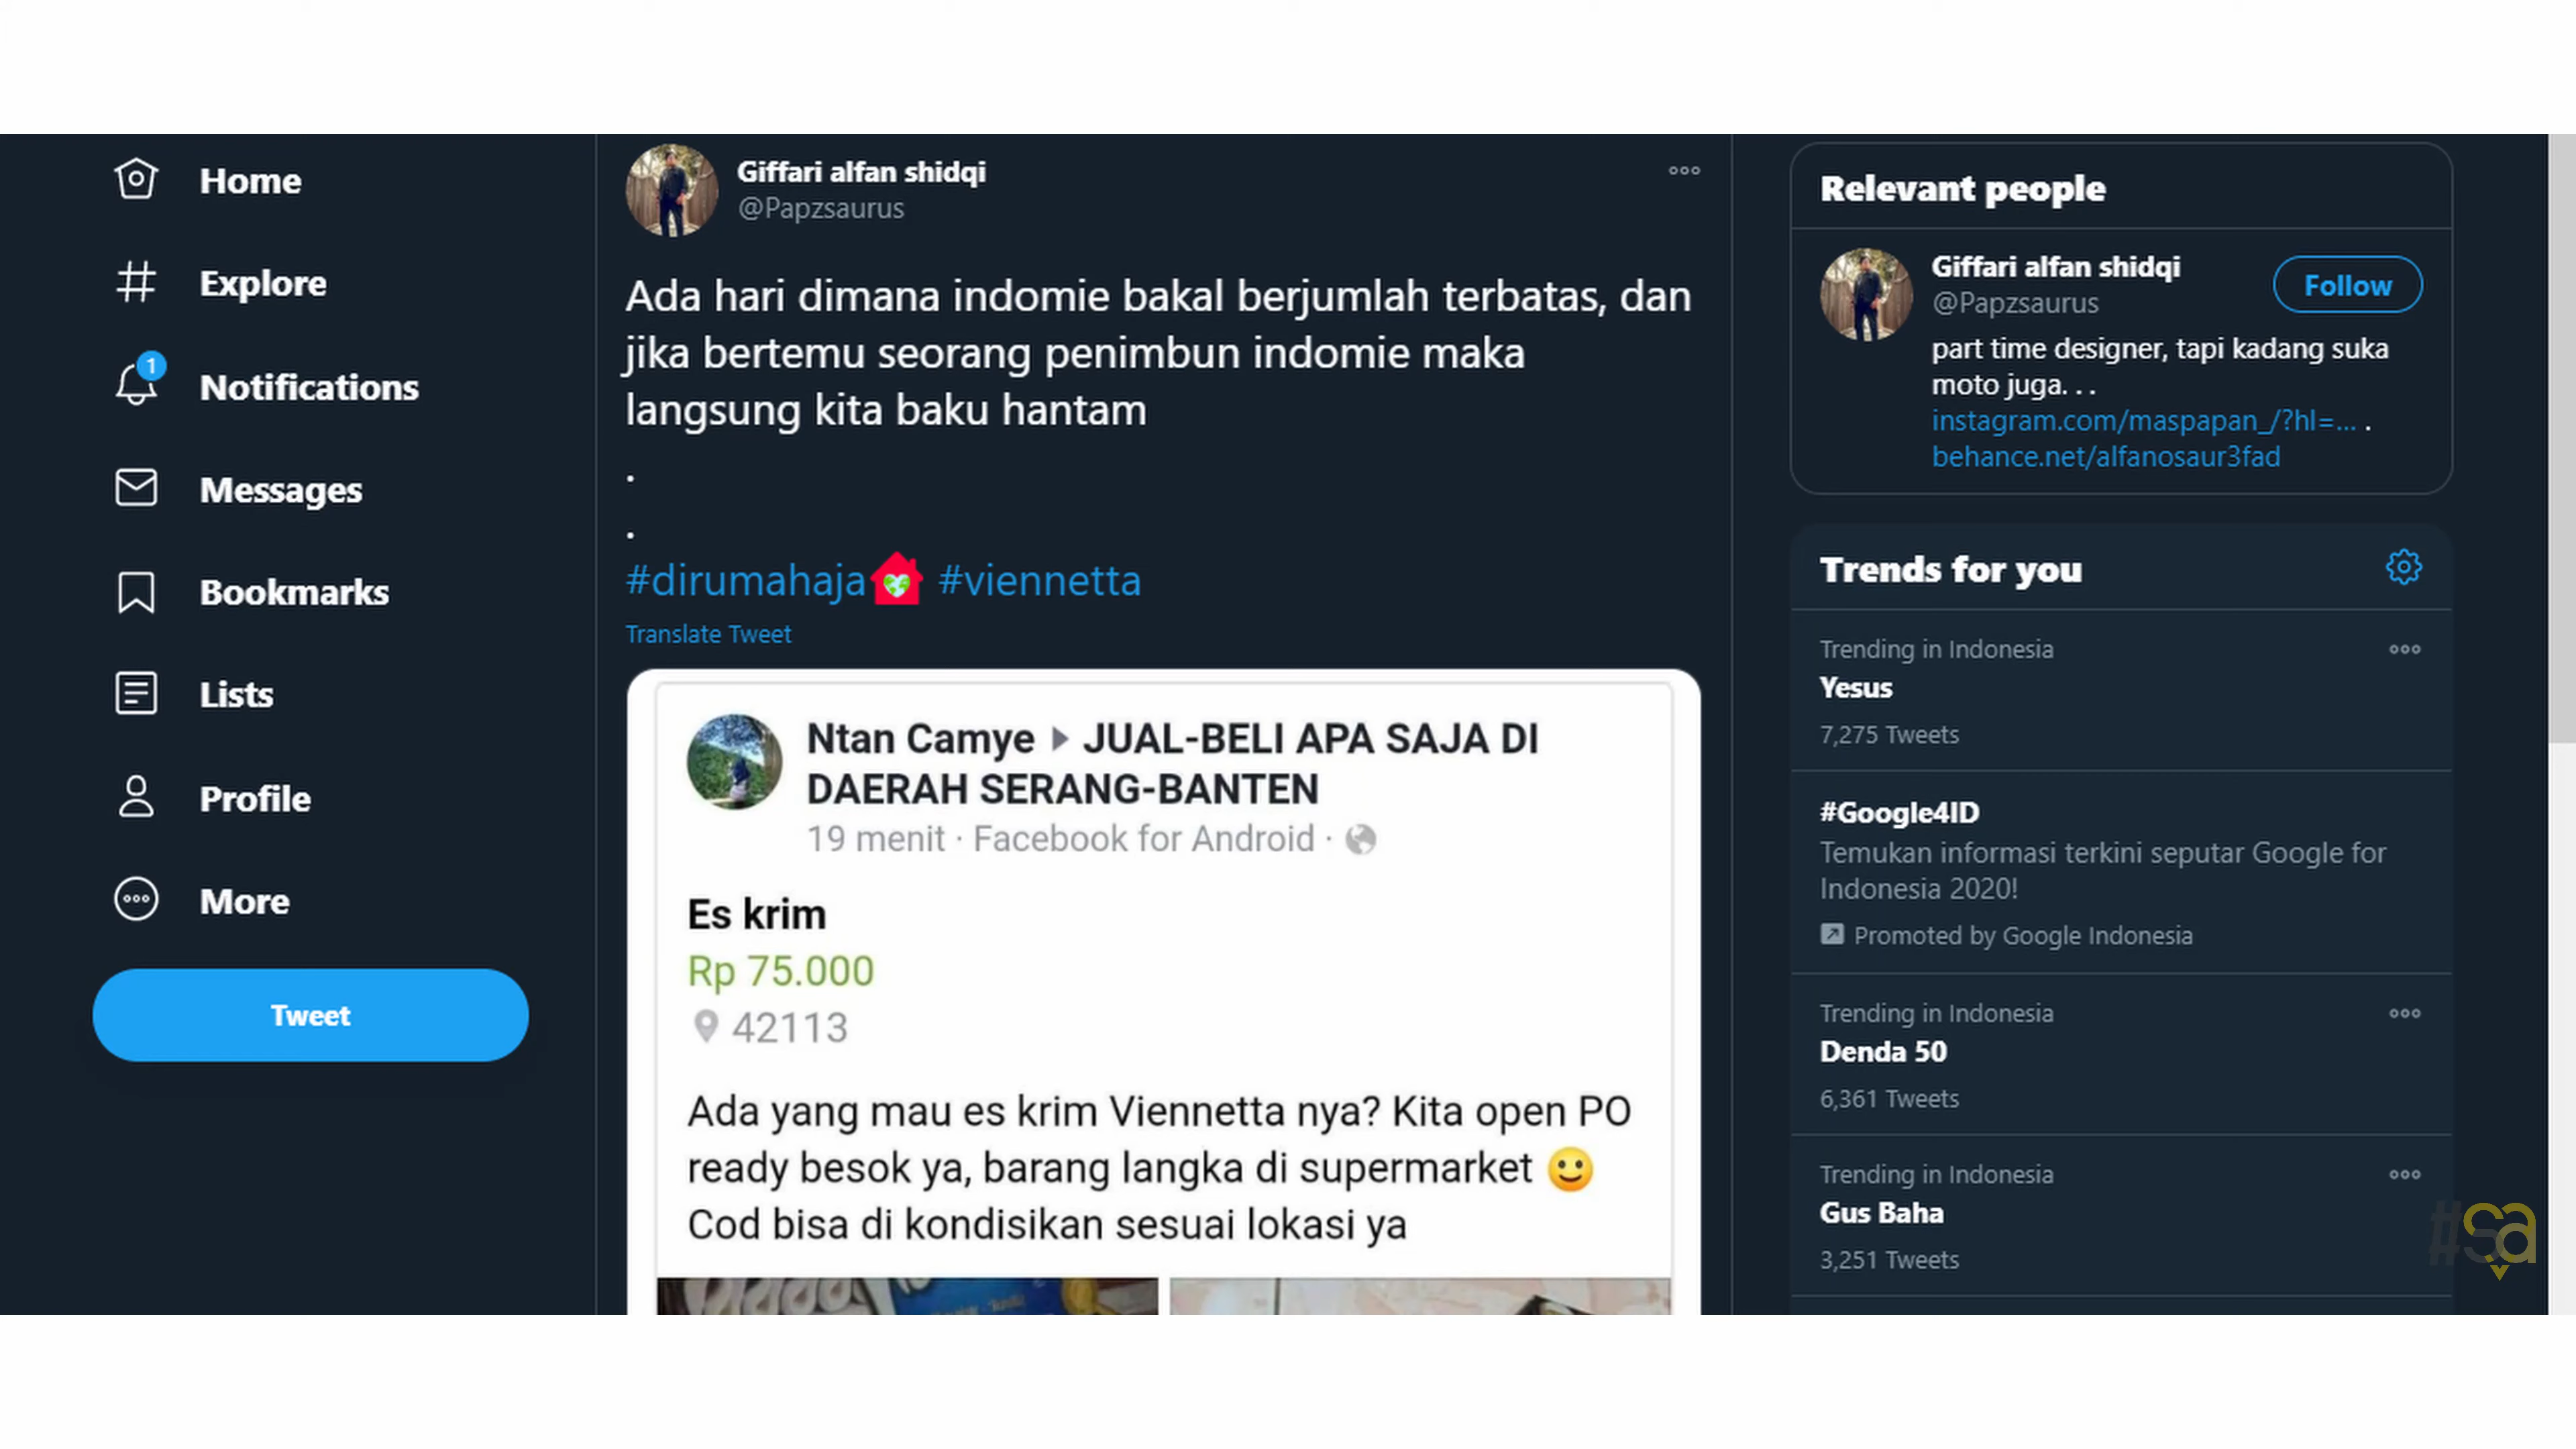 Home
Explore
1
Notifications
Messages
Bookmarks
Lists
Profile
More
Tweet
Giffari alfan shidqi
@Papzsaurus
Ada hari dimana indomie bakal berjumlah terbatas, dan
jika bertemu seorang penimbun indomie maka
langsung kita baku hantam
.
.
#dirumahaja #viennetta
Translate Tweet
Ntan Camye ▸ JUAL-BELI APA SAJA DI
DAERAH SERANG-BANTEN
19 menit · Facebook for Android ·
Es krim
Rp 75.000
42113
Ada yang mau es krim Viennetta nya? Kita open PO
ready besok ya, barang langka di supermarket 🙂
Cod bisa di kondisikan sesuai lokasi ya
Relevant people
Giffari alfan shidqi
@Papzsaurus
Follow
part time designer, tapi kadang suka
moto juga. . .
instagram.com/maspapan_/?hl=... .
behance.net/alfanosaur3fad
Trends for you
Trending in Indonesia
Yesus
7,275 Tweets
#Google4ID
Temukan informasi terkini seputar Google for
Indonesia 2020!
Promoted by Google Indonesia
Trending in Indonesia
Denda 50
6,361 Tweets
Trending in Indonesia
Gus Baha
3,251 Tweets
#sa